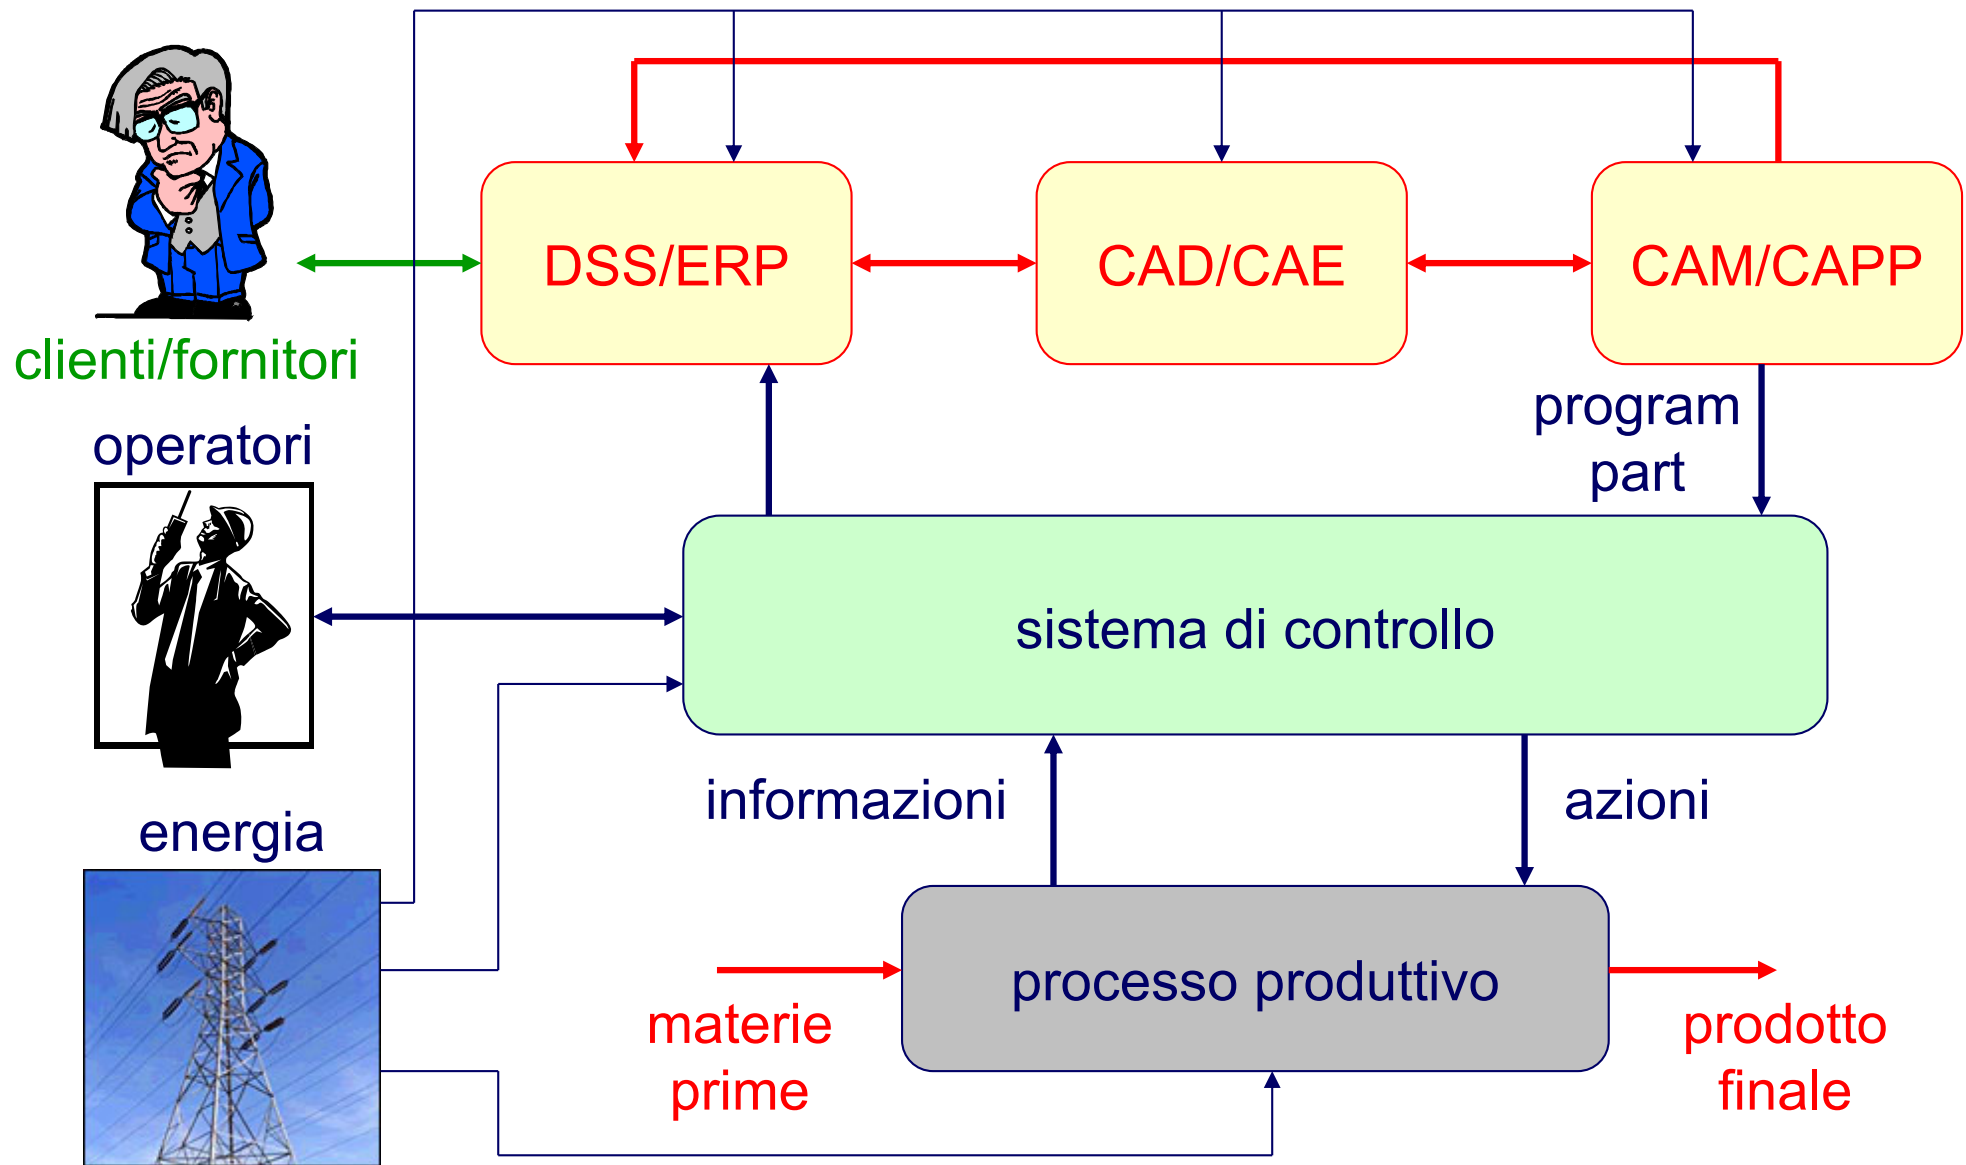 DSS/ERP
CAD/CAE
CAM/CAPP
clienti/fornitori
program
part
operatori
sistema di controllo
informazioni
azioni
energia
processo produttivo
materie
prime
prodotto
finale